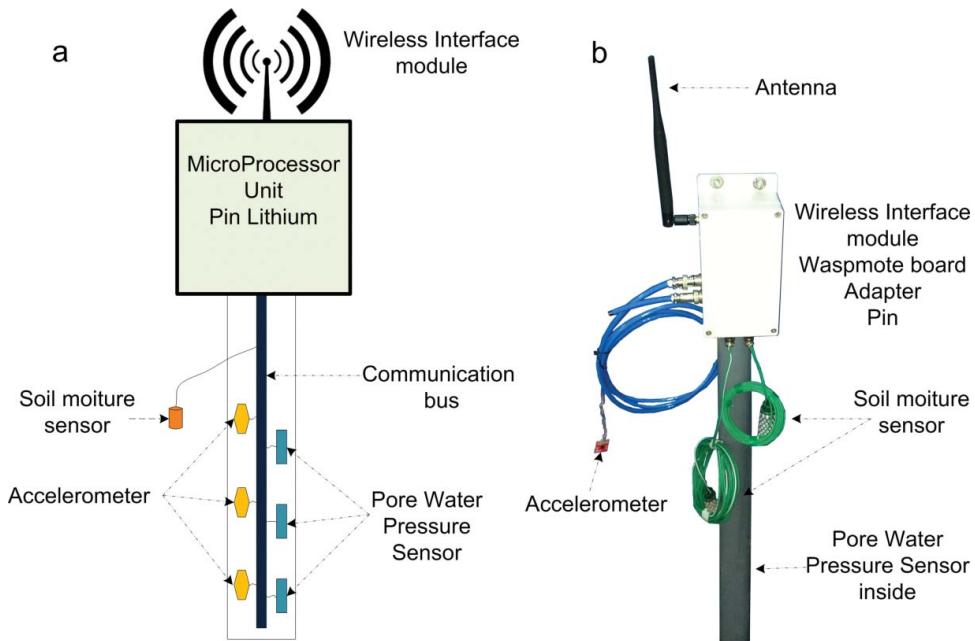 a
Wireless Interface
module
MicroProcessor
Unit
Pin Lithium
Communication
bus
Soil moiture
sensor
Accelerometer
Pore Water
Pressure
Sensor
b
Antenna
Wireless Interface
module
Waspmote board
Adapter
Pin
Soil moiture
sensor
Accelerometer
Pore Water
Pressure Sensor
inside